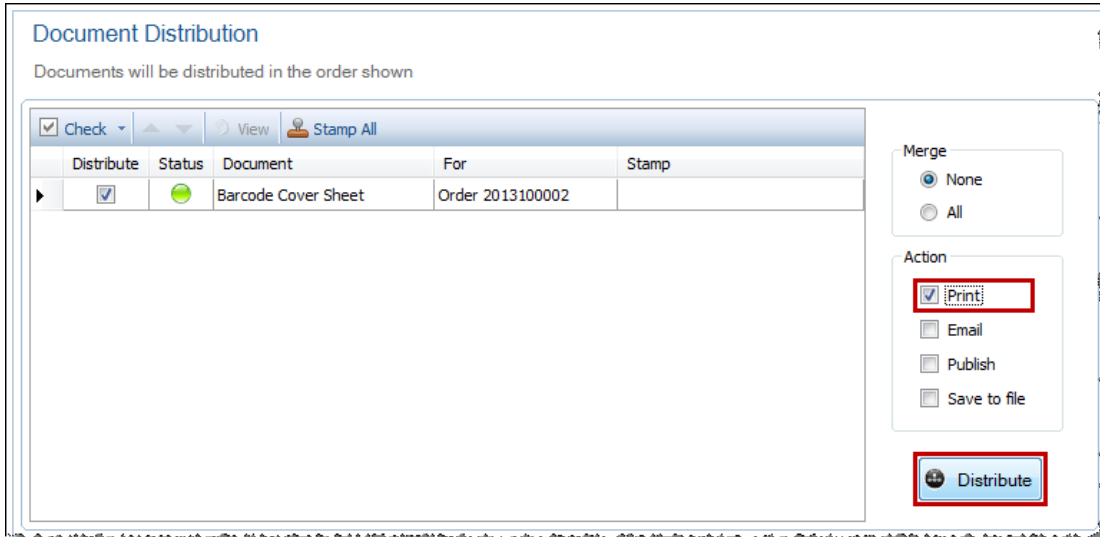 Document Distribution
Documents will be distributed in the order shown
Check View Stamp All
Distribute Status Document For Stamp
Barcode Cover Sheet Order 2013100002
Merge
None
All
Action
Print
Email
Publish
Save to file
Distribute